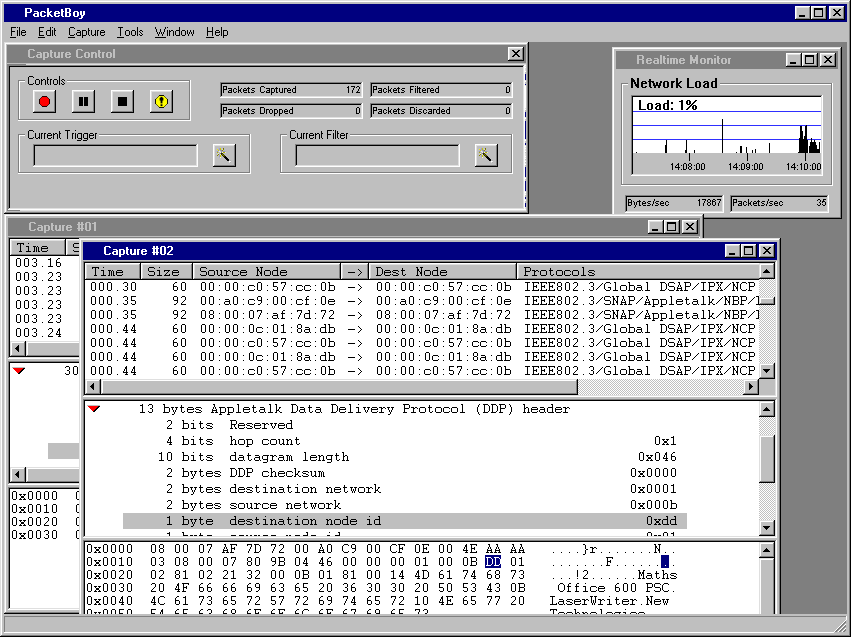 PacketBoy
File Edit Capture Tools Window Help
Capture Control
Controls
Packets Captured 172
Packets Filtered 0
Packets Dropped 0
Packets Discarded 0
Current Trigger
Current Filter
Realtime Monitor
Network Load
Load: 1%
14:08:00 14:09:00 14:10:00
Bytes/sec 17867
Packets/sec 35
Capture #01
Time S
003.16
003.23
003.23
003.23
003.23
003.24
30
0x0000 0
0x0010 0
0x0020 0
0x0030 0
Capture #02
Time Size Source Node -> Dest Node Protocols
000.30 60 00:00:c0:57:cc:0b -> 00:00:c0:57:cc:0b IEEE802.3/Global DSAP/IPX/NCP
000.35 92 00:a0:c9:00:cf:0e -> 00:a0:c9:00:cf:0e IEEE802.3/SNAP/Appletalk/NBP/
000.35 92 08:00:07:af:7d:72 -> 08:00:07:af:7d:72 IEEE802.3/SNAP/Appletalk/NBP/
000.44 60 00:00:0c:01:8a:db -> 00:00:0c:01:8a:db IEEE802.3/Global DSAP/IPX/NCP
000.44 60 00:00:c0:57:cc:0b -> 00:00:c0:57:cc:0b IEEE802.3/Global DSAP/IPX/NCP
000.44 60 00:00:0c:01:8a:db -> 00:00:0c:01:8a:db IEEE802.3/Global DSAP/IPX/NCP
000.44 60 00:00:c0:57:cc:0b -> 00:00:c0:57:cc:0b IEEE802.3/Global DSAP/IPX/NCP
13 bytes Appletalk Data Delivery Protocol (DDP) header
2 bits Reserved
4 bits hop count 0x1
10 bits datagram length 0x046
2 bytes DDP checksum 0x0000
2 bytes destination network 0x0001
2 bytes source network 0x000b
1 byte destination node id 0xdd
0x0000 08 00 07 AF 7D 72 00 A0 C9 00 CF 0E 00 4E AA AA ....}r.......N..
0x0010 03 08 00 07 80 9B 04 46 00 00 00 01 00 0B DD 01 .......F........
0x0020 02 81 02 21 32 00 0B 01 81 00 14 4D 61 74 68 73 ...!2......Maths
0x0030 20 4F 66 66 69 63 65 20 36 30 30 20 50 53 43 0B Office 600 PSC.
0x0040 4C 61 73 65 72 57 72 69 74 65 72 10 4E 65 77 20 LaserWriter.New